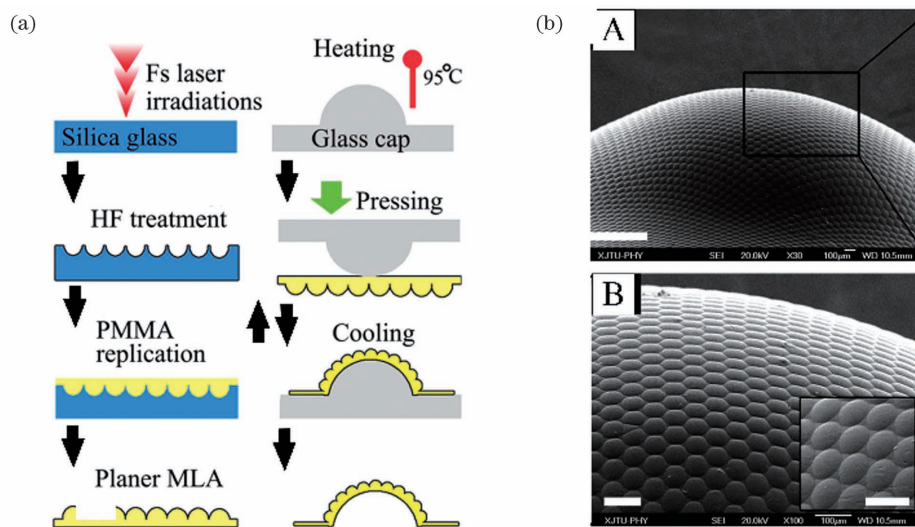 (a)
Fs laser
irradiations
Silica glass
HF treatment
PMMA
replication
Planer MLA
Heating
95°C
Glass cap
Pressing
Cooling
(b)
A
XJTU-PHY SEI 20.0kV X30 100μm WD 10.5mm
B
XJTU-PHY SEI 20.0kV X100 100μm WD 10.5mm